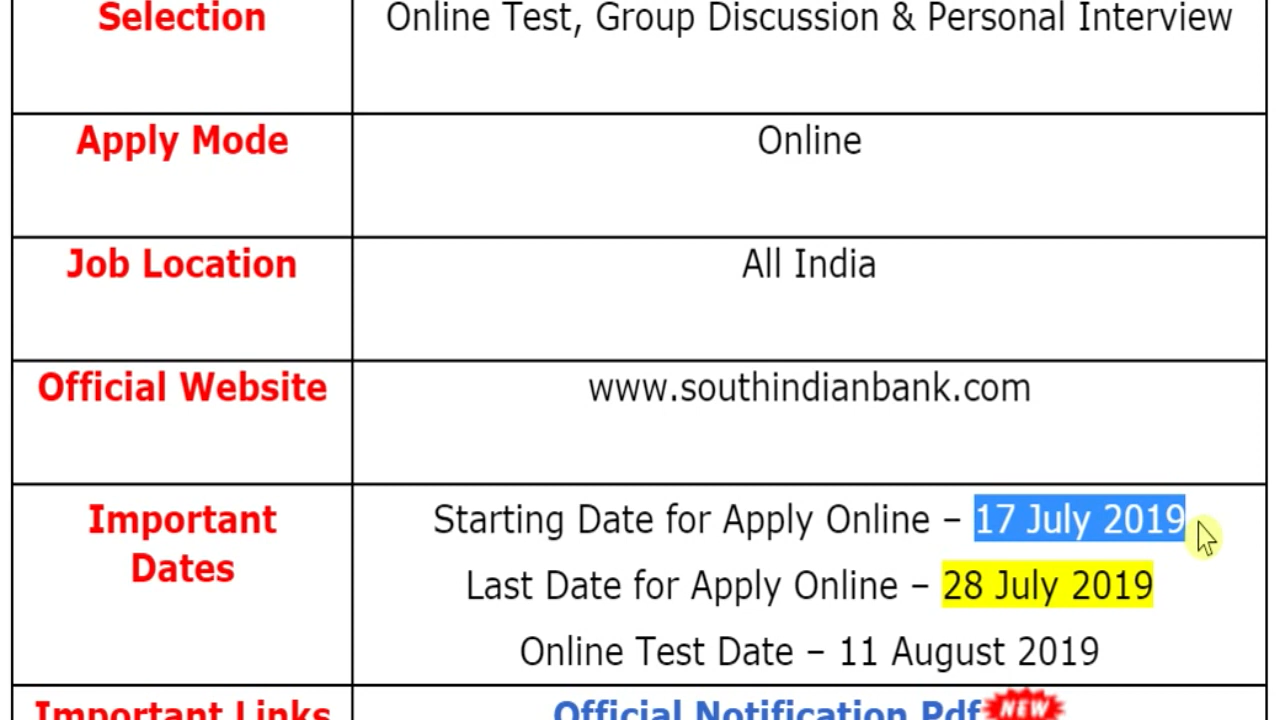 Selection
Online Test, Group Discussion & Personal Interview
Apply Mode
Online
Job Location
All India
Official Website
www.southindianbank.com
Important
Dates
Starting Date for Apply Online – 17 July 2019
Last Date for Apply Online – 28 July 2019
Online Test Date – 11 August 2019
Important Links
Official Notification Pdf NEW